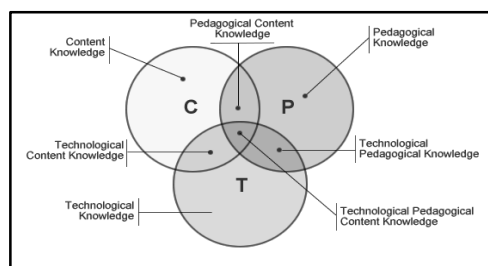 Pedagogical Content
Knowledge
Content
Knowledge
Pedagogical
Knowledge
C
P
Technological
Content Knowledge
Technological
Pedagogical Knowledge
T
Technological
Knowledge
Technological Pedagogical
Content Knowledge